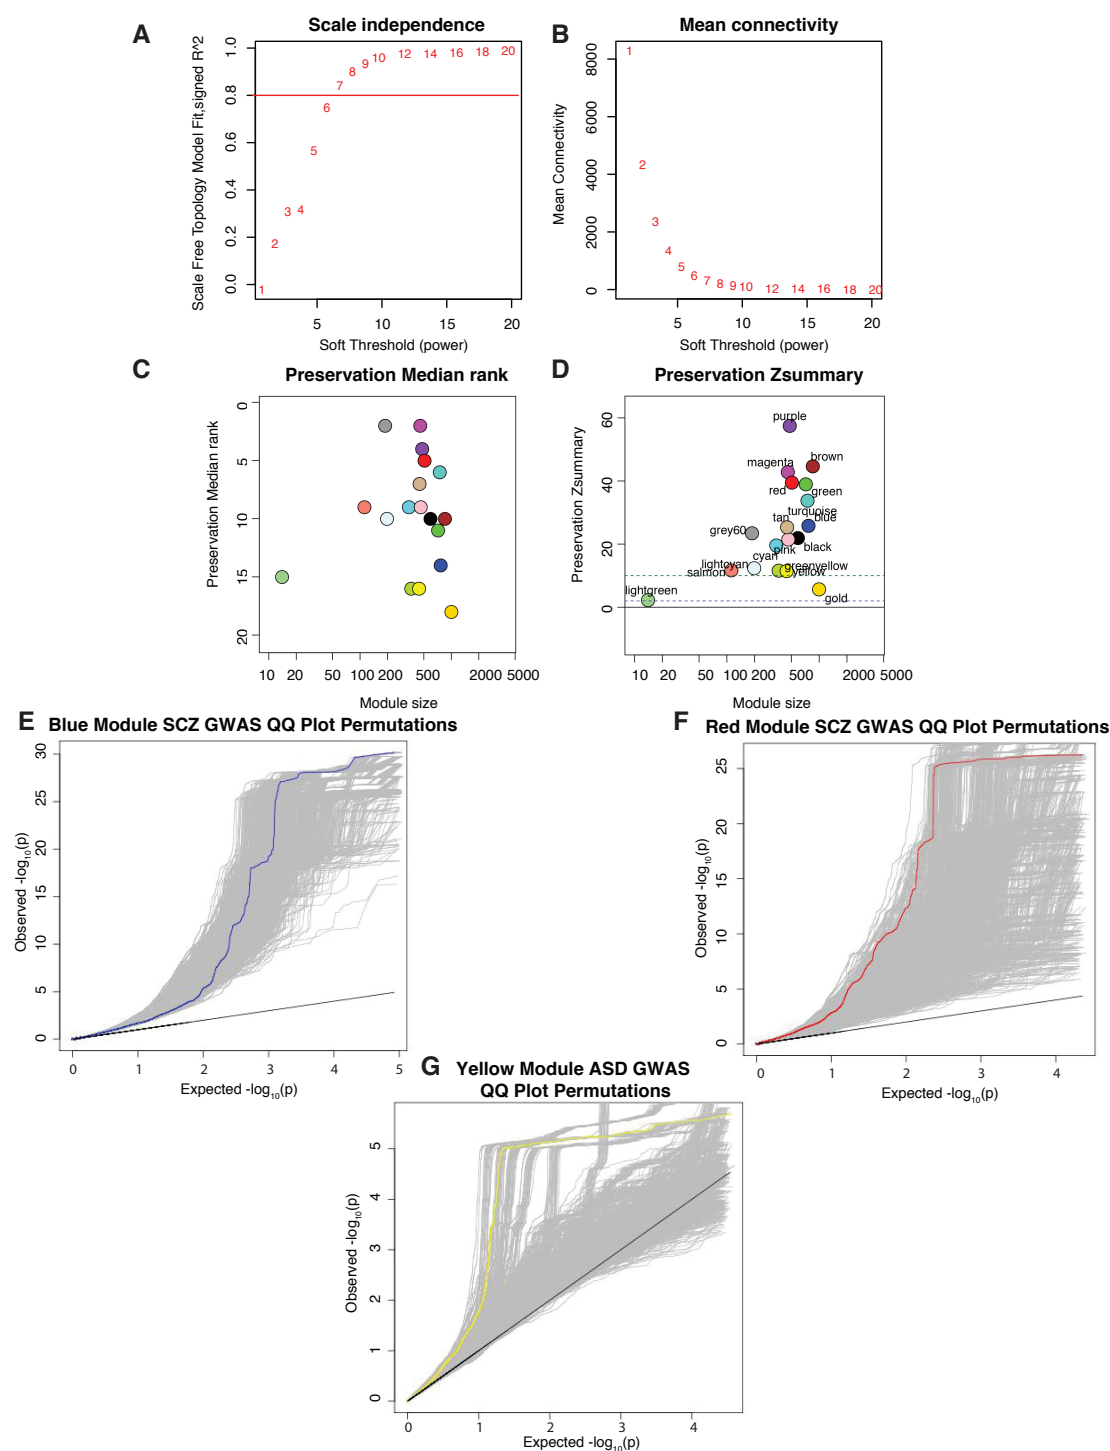 A
Scale independence
Scale Free Topology Model Fit,signed R^2
0.0 0.2 0.4 0.6 0.8 1.0
1 2 3 4 5 6 7 8 9 10 12 14 16 18 20
5 10 15 20
Soft Threshold (power)
B
Mean connectivity
Mean Connectivity
0 2000 4000 6000 8000
1 2 3 4 5 6 7 8 9 10 12 14 16 18 20
5 10 15 20
Soft Threshold (power)
C
Preservation Median rank
Preservation Median rank
0 5 10 15 20
10 20 50 100 200 500 2000 5000
Module size
D
Preservation Zsummary
Preservation Zsummary
0 20 40 60
purple
magenta
brown
red
green
turquoise
tan
blue
grey60
black
pink
cyan
lightcyan
greenyellow
salmon
yellow
lightgreen
gold
10 20 50 100 200 500 2000 5000
Module size
E
Blue Module SCZ GWAS QQ Plot Permutations
Observed -log10(p)
0 5 10 15 20 25 30
0 1 2 3 4 5
Expected -log10(p)
F
Red Module SCZ GWAS QQ Plot Permutations
Observed -log10(p)
0 5 10 15 20 25
0 1 2 3 4
Expected -log10(p)
G
Yellow Module ASD GWAS
QQ Plot Permutations
Observed -log10(p)
0 1 2 3 4 5
0 1 2 3 4
Expected -log10(p)